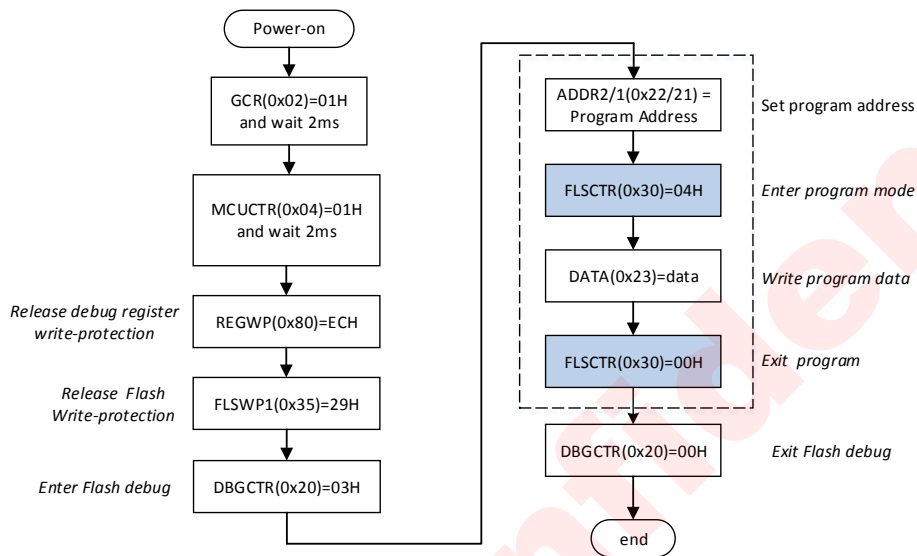 Power-on
GCR(0x02)=01H
and wait 2ms
MCUCTR(0x04)=01H
and wait 2ms
Release debug register
write-protection
REGWP(0x80)=ECH
Release Flash
Write-protection
FLSWP1(0x35)=29H
Enter Flash debug
DBGCTR(0x20)=03H
ADDR2/1(0x22/21) =
Program Address
Set program address
FLSCTR(0x30)=04H
Enter program mode
DATA(0x23)=data
Write program data
FLSCTR(0x30)=00H
Exit program
DBGCTR(0x20)=00H
Exit Flash debug
end